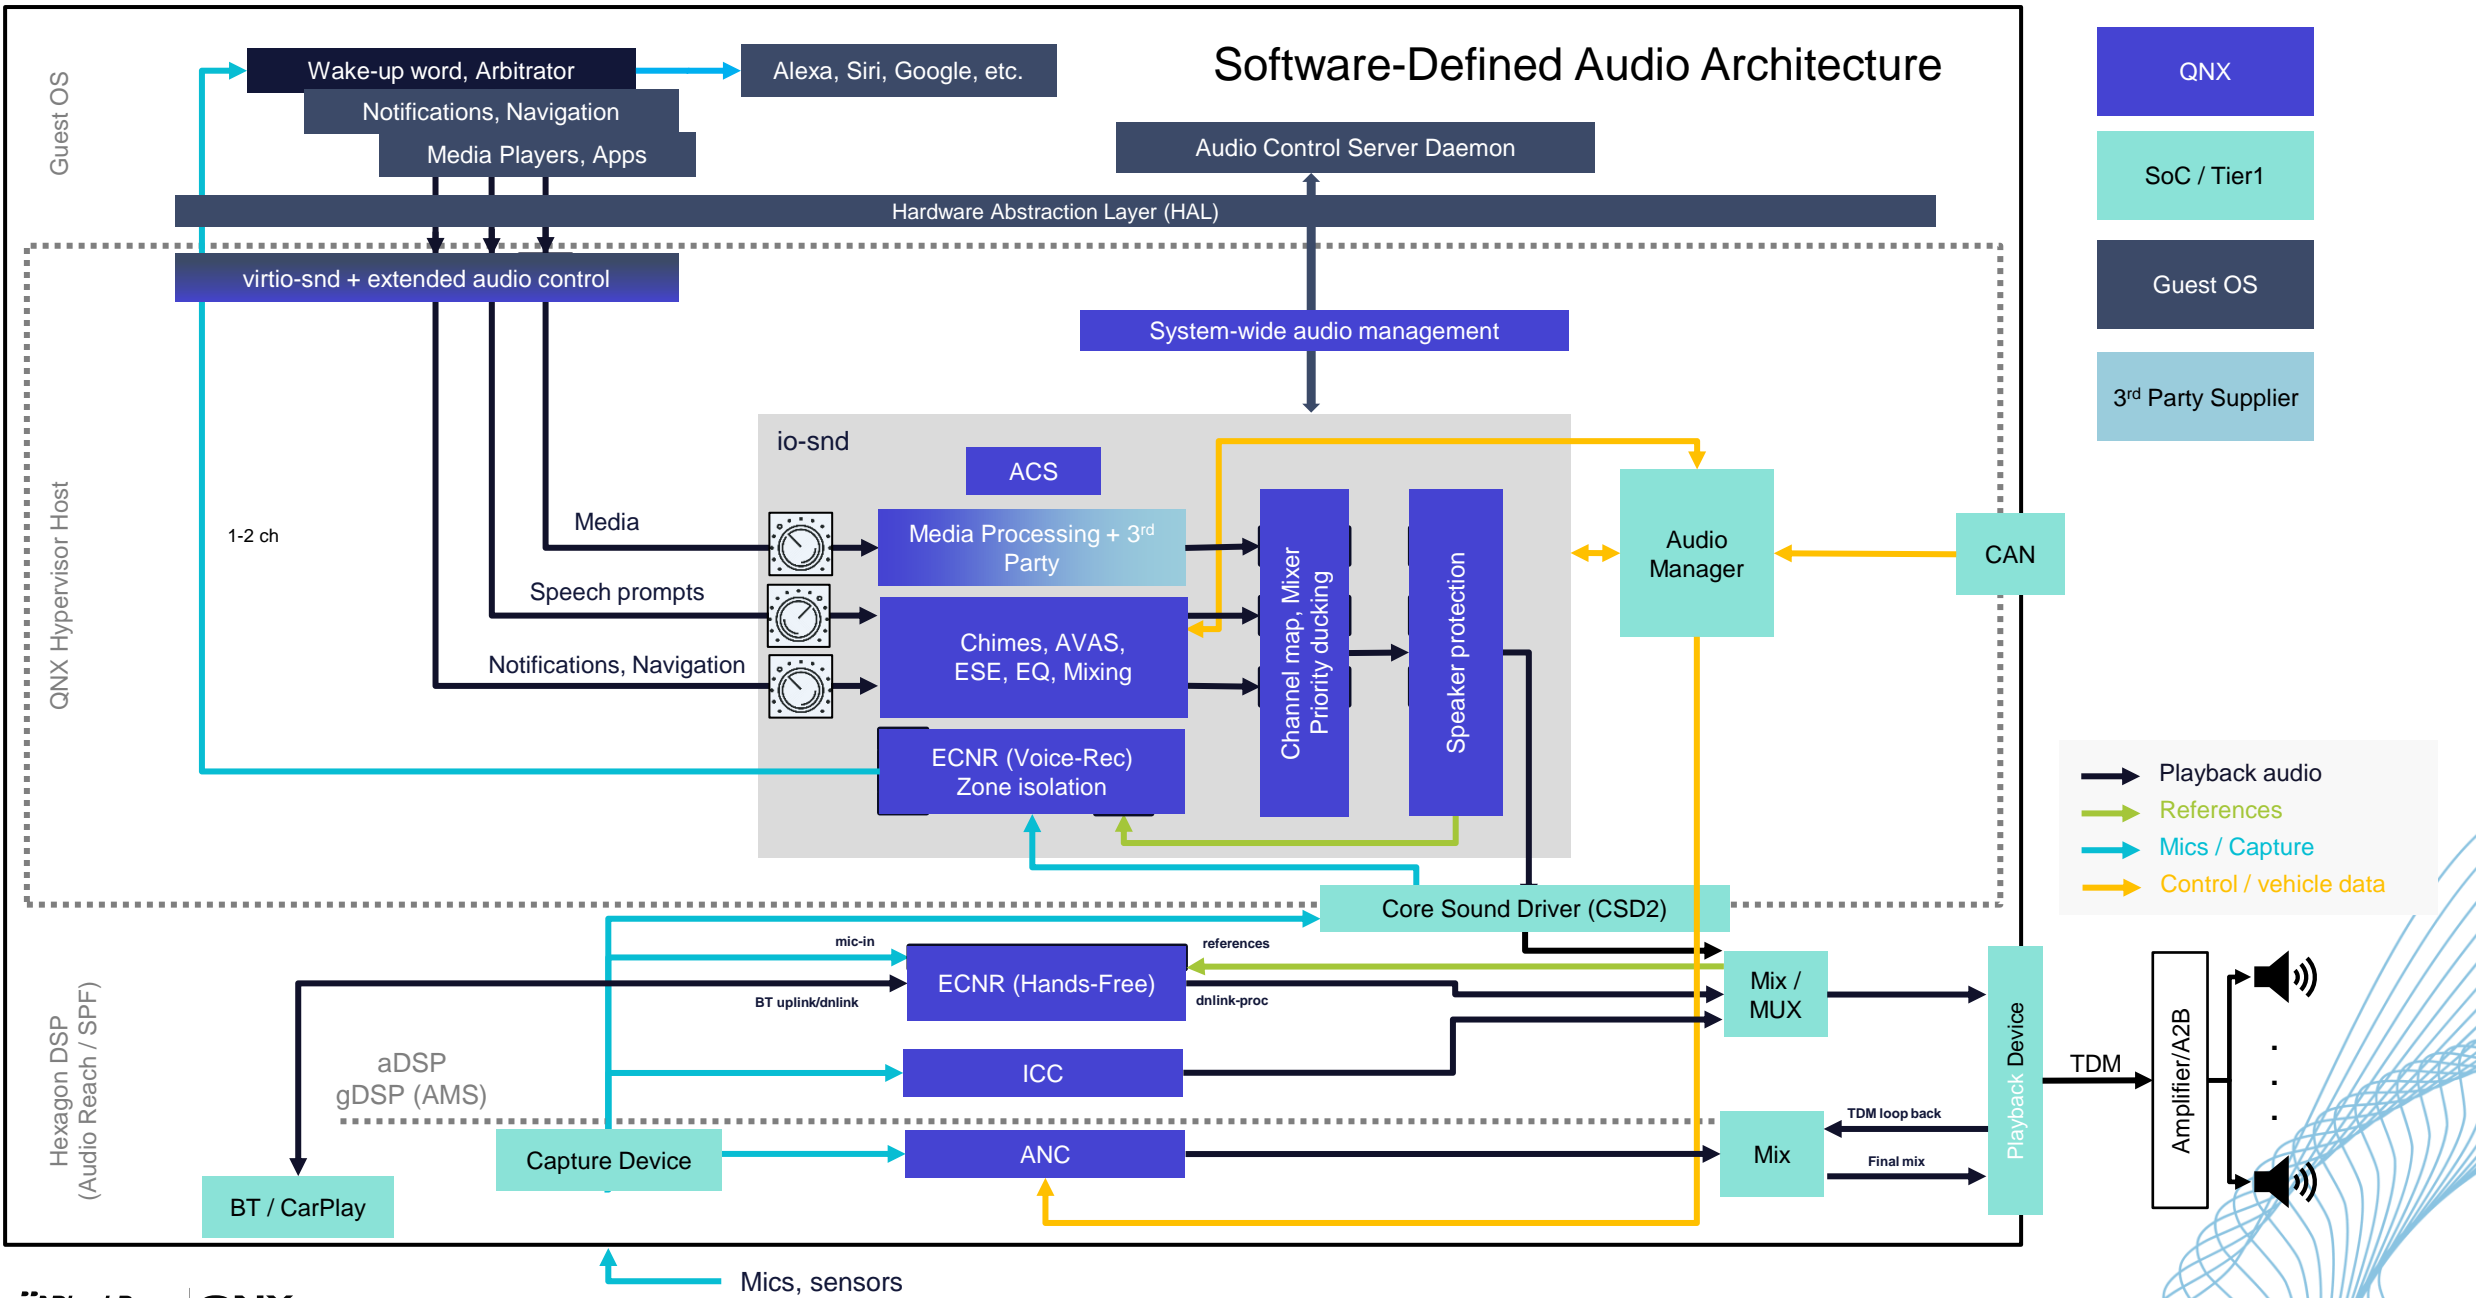 Software-Defined Audio Architecture
Guest OS
Wake-up word, Arbitrator
Alexa, Siri, Google, etc.
Notifications, Navigation
Media Players, Apps
Audio Control Server Daemon
Hardware Abstraction Layer (HAL)
QNX
SoC / Tier1
Guest OS
3rd Party Supplier
QNX Hypervisor Host
virtio-snd + extended audio control
System-wide audio management
1-2 ch
io-snd
ACS
Media
Media Processing + 3rd
Party
Speech prompts
Chimes, AVAS,
ESE, EQ, Mixing
Notifications, Navigation
ECNR (Voice-Rec)
Zone isolation
Channel map, Mixer
Priority ducking
Speaker protection
Audio
Manager
CAN
Playback audio
References
Mics / Capture
Control / vehicle data
Core Sound Driver (CSD2)
Hexagon DSP
(Audio Reach / SPF)
mic-in
references
ECNR (Hands-Free)
BT uplink/dnlink
dnlink-proc
Mix /
MUX
aDSP
gDSP (AMS)
ICC
Capture Device
ANC
Mix
TDM loop back
Final mix
Playback Device
TDM
Amplifier/A2B
BT / CarPlay
Mics, sensors